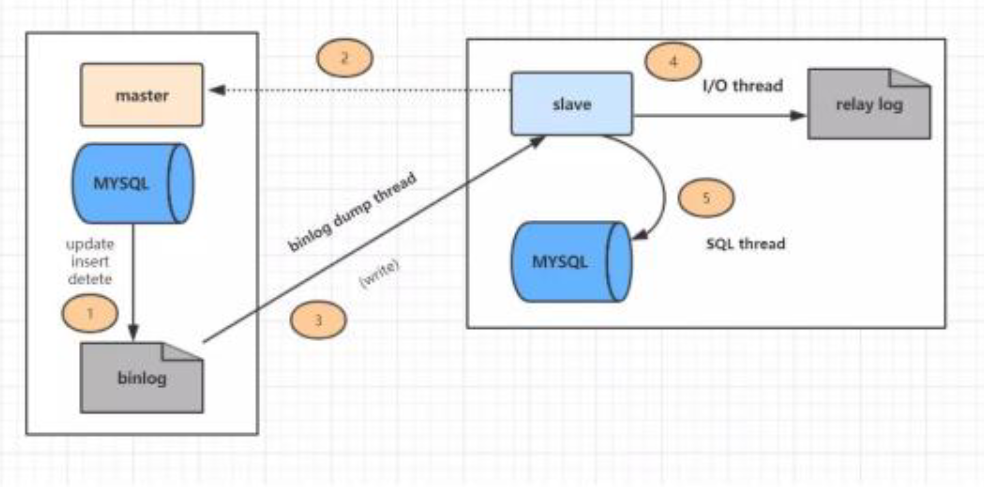 2
4
master
slave
I/O thread
relay log
MYSQL
binlog dump thread
5
update
insert
detete
SQL thread
MYSQL
(write)
1
3
binlog